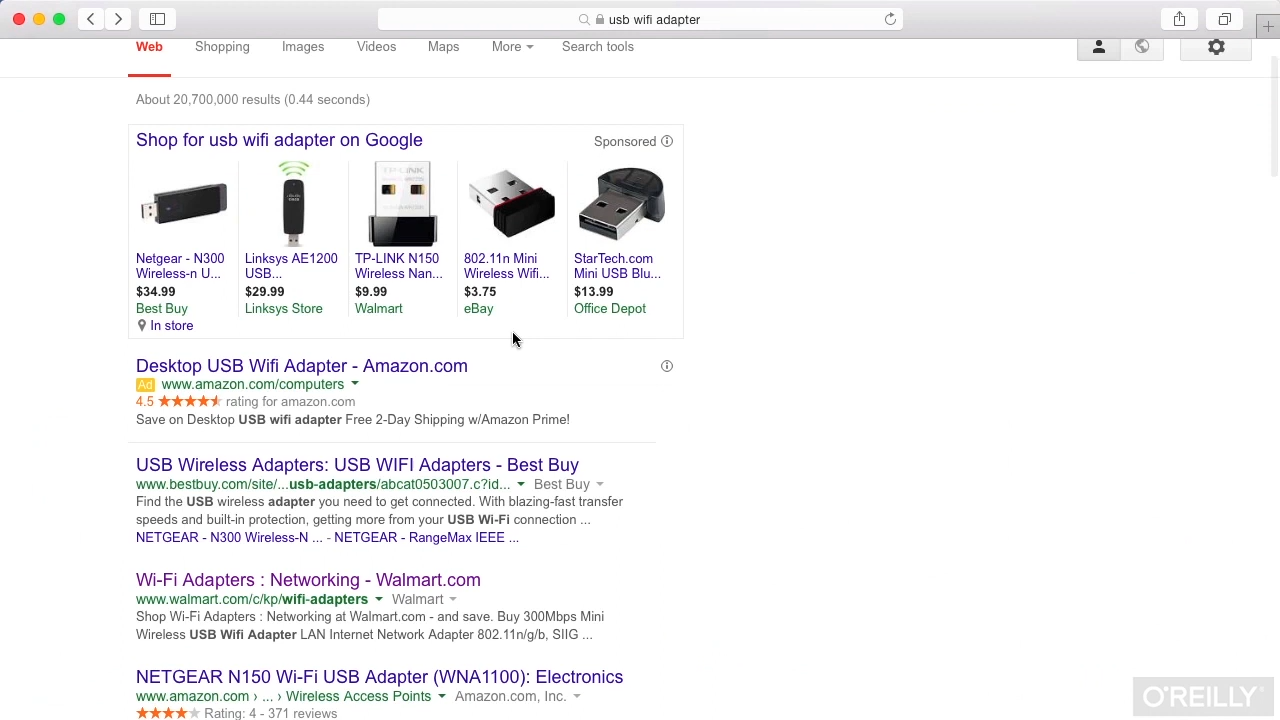 usb wifi adapter
Web Shopping Images Videos Maps More Search tools
About 20,700,000 results (0.44 seconds)
Shop for usb wifi adapter on Google Sponsored
TP-LINK
Netgear - N300 Wireless-n U...
$34.99
Best Buy
In store
Linksys AE1200 USB...
$29.99
Linksys Store
TP-LINK N150 Wireless Nan...
$9.99
Walmart
802.11n Mini Wireless Wifi...
$3.75
eBay
StarTech.com Mini USB Blu...
$13.99
Office Depot
Desktop USB Wifi Adapter - Amazon.com
Ad www.amazon.com/computers
4.5 ★★★★★ rating for amazon.com
Save on Desktop USB wifi adapter Free 2-Day Shipping w/Amazon Prime!
USB Wireless Adapters: USB WIFI Adapters - Best Buy
www.bestbuy.com/site/...usb-adapters/abcat0503007.c?id... Best Buy
Find the USB wireless adapter you need to get connected. With blazing-fast transfer
speeds and built-in protection, getting more from your USB Wi-Fi connection ...
NETGEAR - N300 Wireless-N ... - NETGEAR - RangeMax IEEE ...
Wi-Fi Adapters : Networking - Walmart.com
www.walmart.com/c/kp/wifi-adapters Walmart
Shop Wi-Fi Adapters : Networking at Walmart.com - and save. Buy 300Mbps Mini
Wireless USB Wifi Adapter LAN Internet Network Adapter 802.11n/g/b, SIIG ...
NETGEAR N150 Wi-Fi USB Adapter (WNA1100): Electronics
www.amazon.com › ... › Wireless Access Points Amazon.com, Inc.
★★★★★ Rating: 4 - 371 reviews
O'REILLY